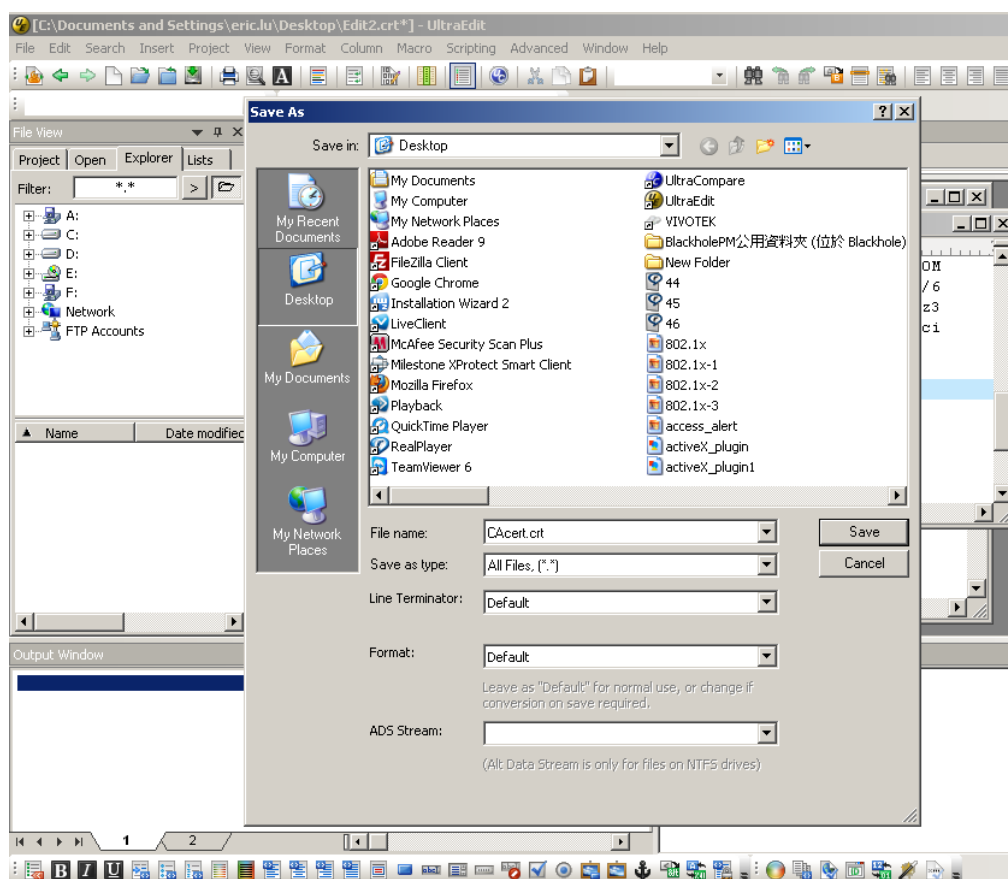 [C:\Documents and Settings\eric.lu\Desktop\Edit2.crt*] - UltraEdit
File Edit Search Insert Project View Format Column Macro Scripting Advanced Window Help
File View
Project Open Explorer Lists
Filter: *.* >
A:
C:
D:
E:
F:
Network
FTP Accounts
Name Date modified
Save As
Save in: Desktop
My Recent Documents
Desktop
My Documents
My Computer
My Network Places
My Documents
My Computer
My Network Places
Adobe Reader 9
FileZilla Client
Google Chrome
Installation Wizard 2
LiveClient
McAfee Security Scan Plus
Milestone XProtect Smart Client
Mozilla Firefox
Playback
QuickTime Player
RealPlayer
TeamViewer 6
UltraCompare
UltraEdit
VIVOTEK
BlackholePM公用資料夾 (位於 Blackhole)
New Folder
44
45
46
802.1x
802.1x-1
802.1x-2
802.1x-3
access_alert
activeX_plugin
activeX_plugin1
File name: CAcert.crt Save
Save as type: All Files, (*.*) Cancel
Line Terminator: Default
Format: Default
Leave as "Default" for normal use, or change if
conversion on save required.
ADS Stream:
(Alt Data Stream is only for files on NTFS drives)
OM
/6
z3
ci
Output Window
1 2
B I U